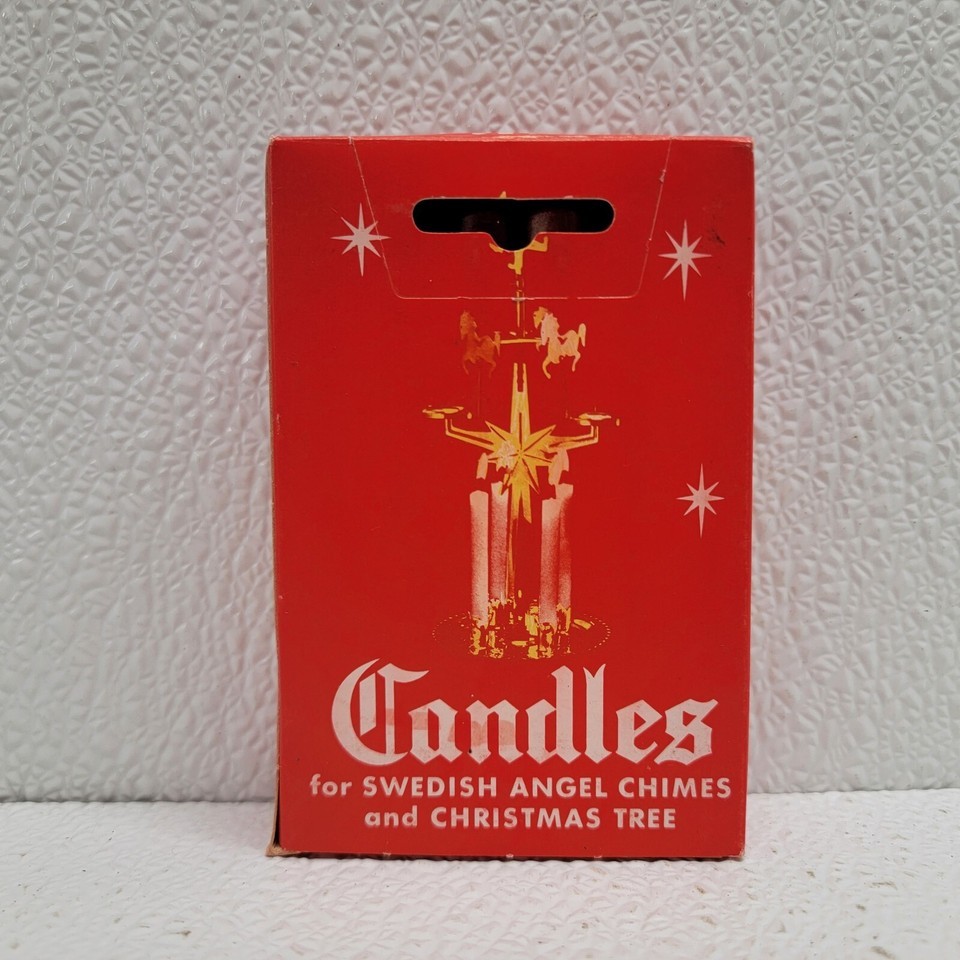 Candles
for SWEDISH ANGEL CHIMES
and CHRISTMAS TREE